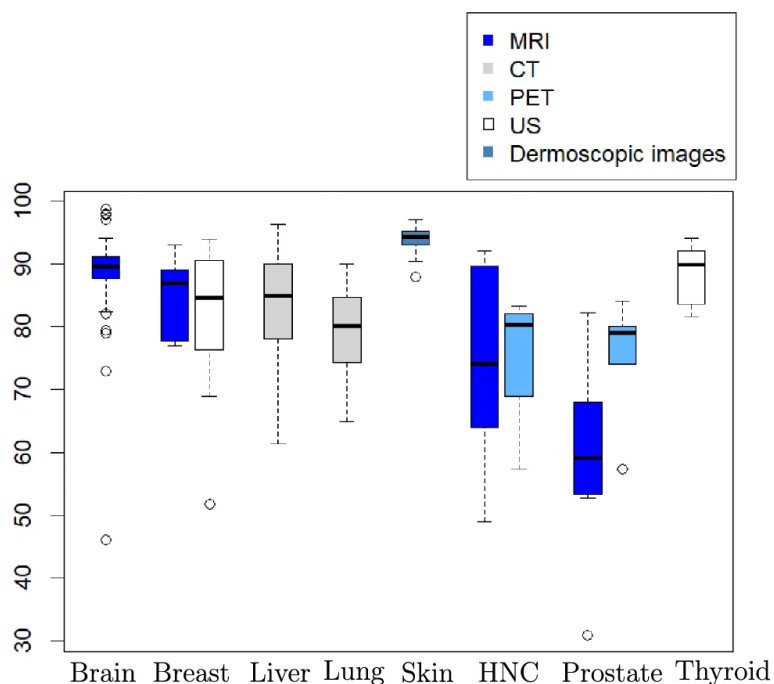 MRI
CT
PET
US
Dermoscopic images
100
90
80
70
60
50
40
30
Brain Breast Liver Lung Skin HNC Prostate Thyroid